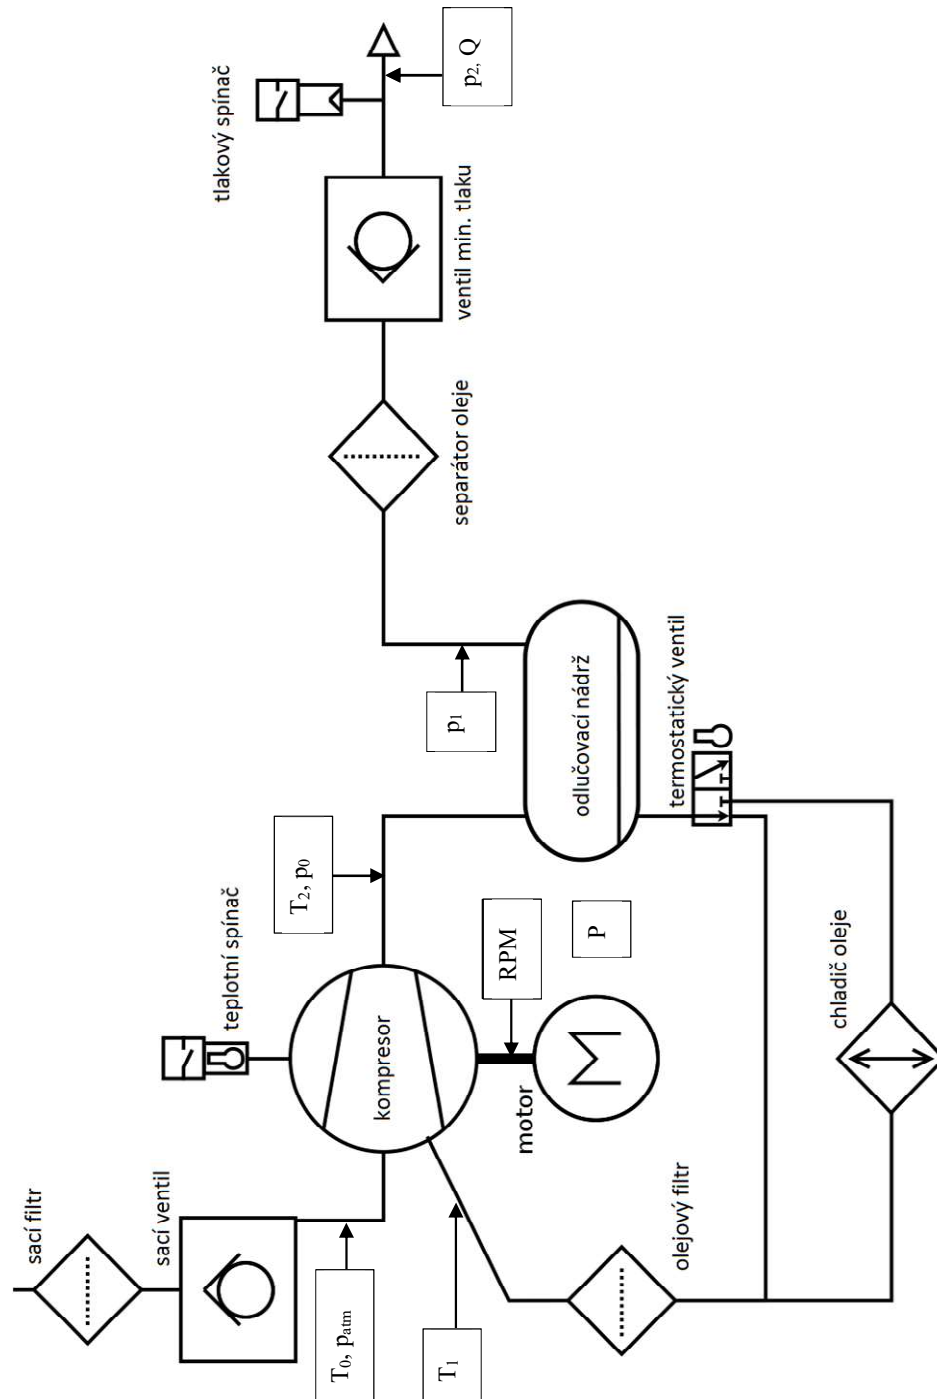 sací filtr
sací ventil
T₀, pₐₜₘ
T₁
olejový filtr
teplotní spínač
kompresor
motor
M
RPM
P
chladič oleje
T₂, p₀
odlučovací nádrž
termostatický ventil
p₁
separátor oleje
ventil min. tlaku
tlakový spínač
p₂, Q